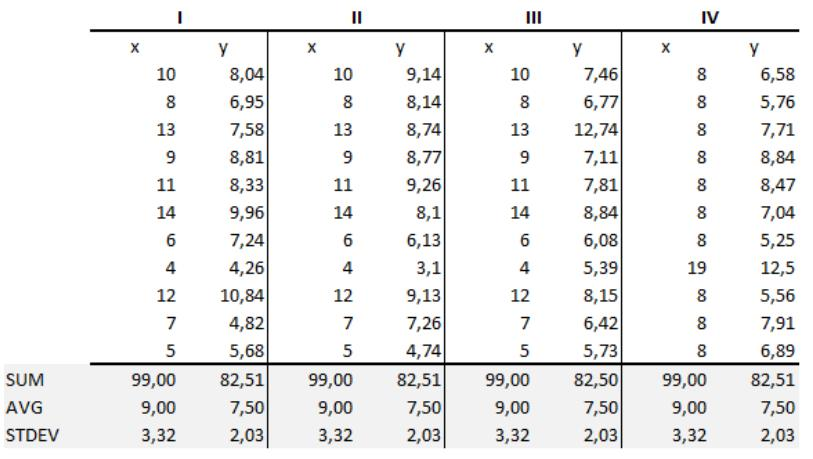 I II III IV
x y x y x y x y
10 8,04 10 9,14 10 7,46 8 6,58
8 6,95 8 8,14 8 6,77 8 5,76
13 7,58 13 8,74 13 12,74 8 7,71
9 8,81 9 8,77 9 7,11 8 8,84
11 8,33 11 9,26 11 7,81 8 8,47
14 9,96 14 8,1 14 8,84 8 7,04
6 7,24 6 6,13 6 6,08 8 5,25
4 4,26 4 3,1 4 5,39 19 12,5
12 10,84 12 9,13 12 8,15 8 5,56
7 4,82 7 7,26 7 6,42 8 7,91
5 5,68 5 4,74 5 5,73 8 6,89
SUM 99,00 82,51 99,00 82,51 99,00 82,50 99,00 82,51
AVG 9,00 7,50 9,00 7,50 9,00 7,50 9,00 7,50
STDEV 3,32 2,03 3,32 2,03 3,32 2,03 3,32 2,03